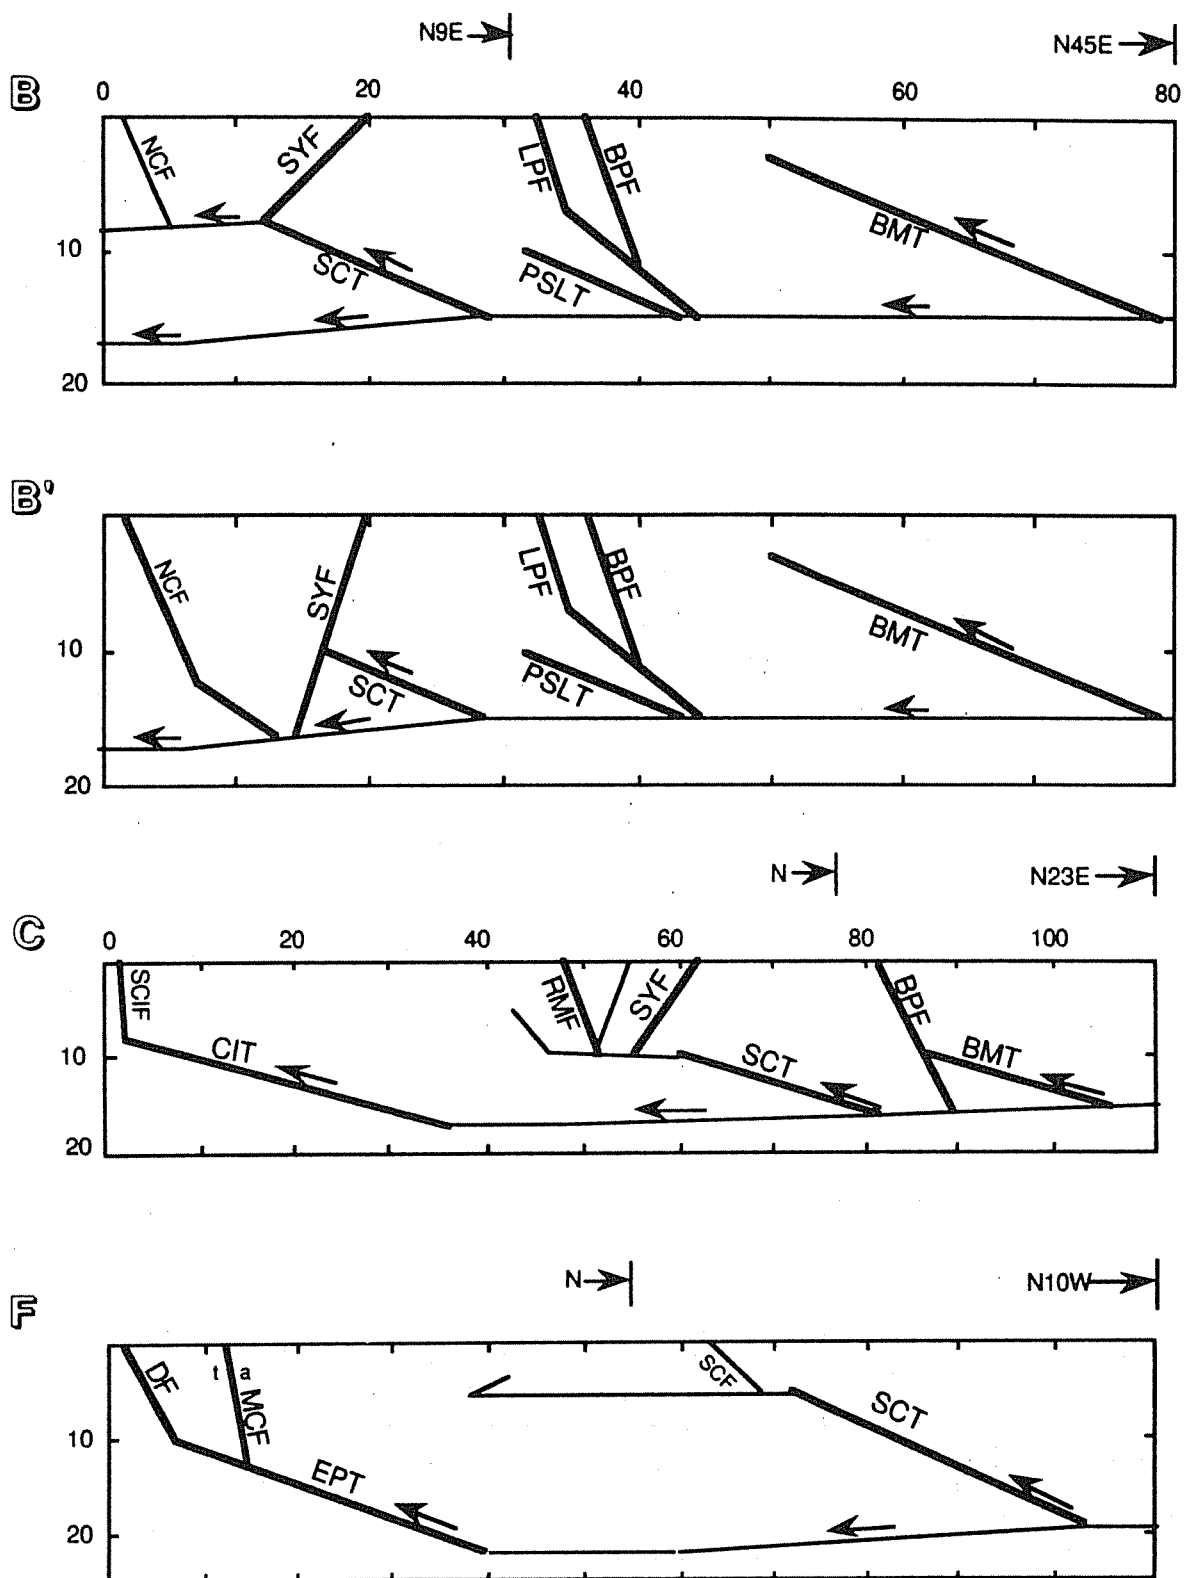 N9E
N45E
B
0 20 40 60 80
NCF SYF LPF BPF BMT
10
SCT PSLT
20
B'
NCF SYF LPF BPF BMT
10
SCT PSLT
20
N N23E
C
0 20 40 60 80 100
SCIF RMF SYF BPF
10
CIT SCT BMT
20
N N10W
F
DF t a MCF SCF SCT
10
EPT
20